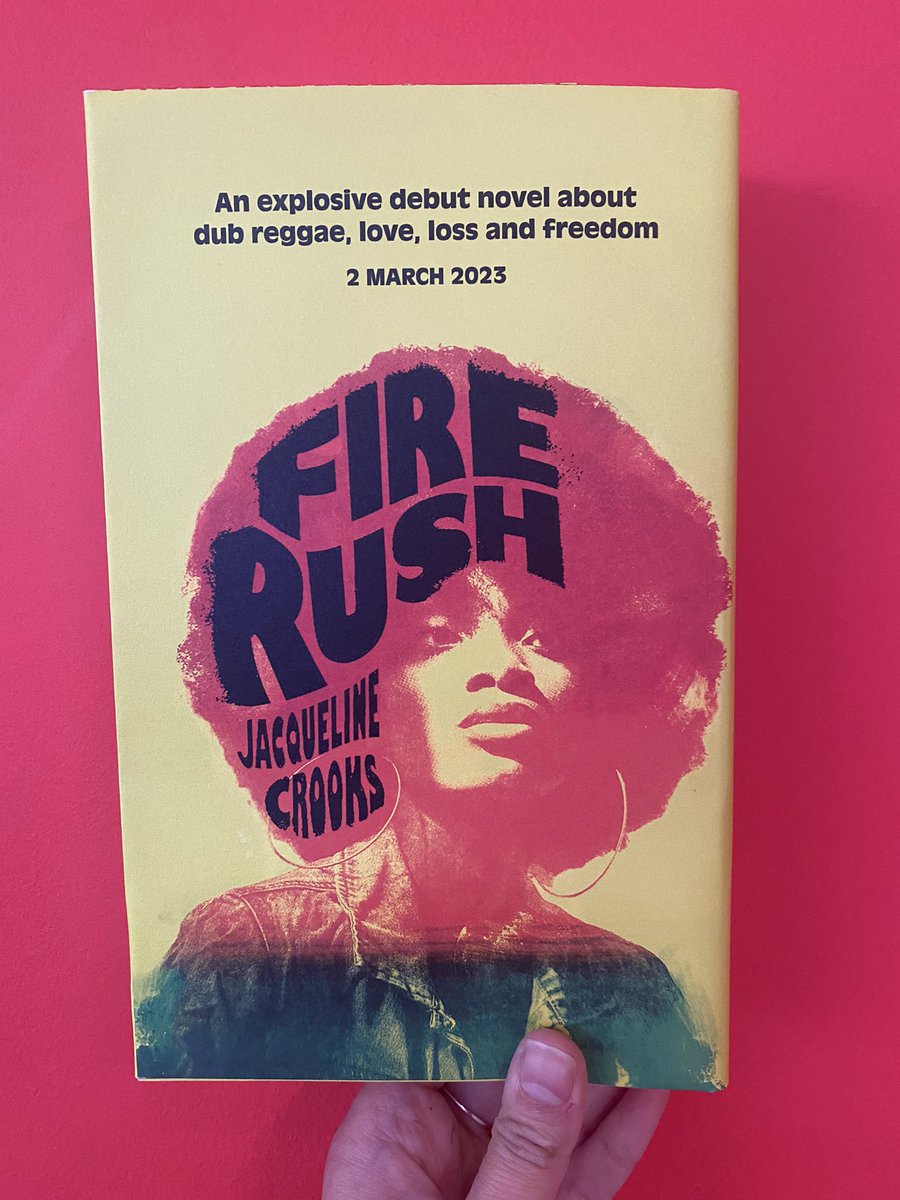 An explosive debut novel about
dub reggae, love, loss and freedom
2 MARCH 2023
FIRE
RUSH
JACQUELINE
CROOKS